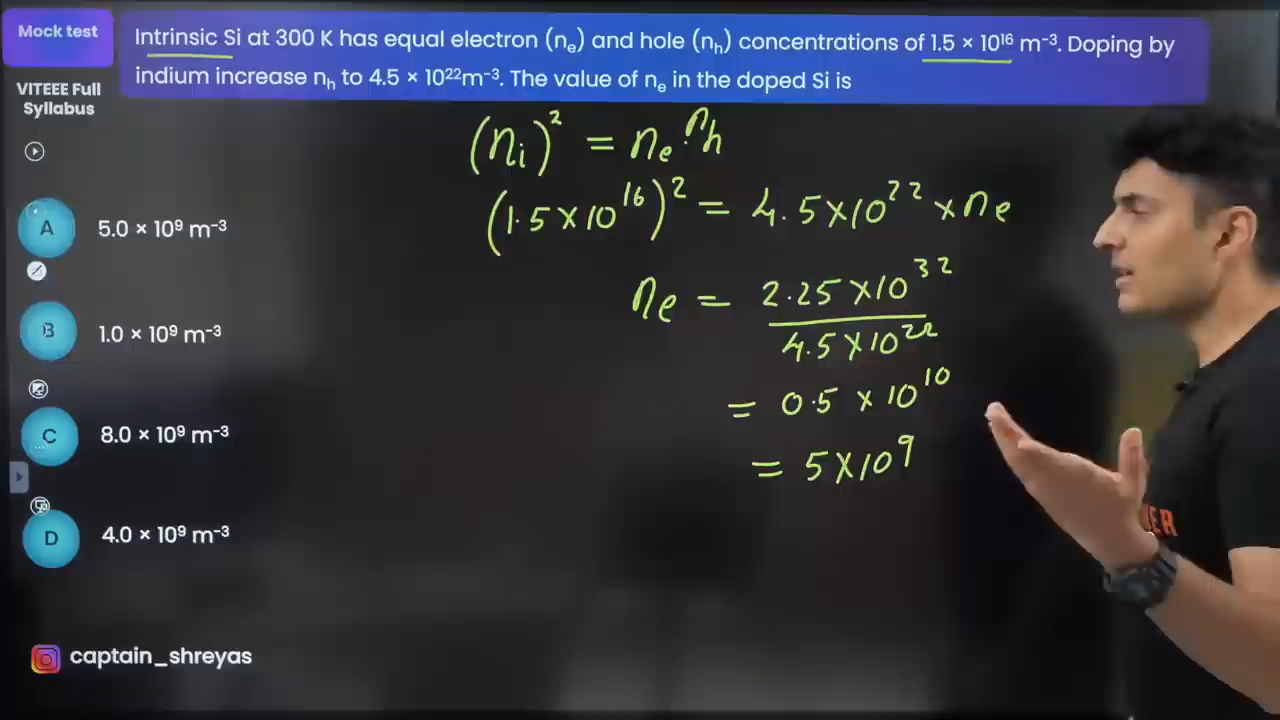 Mock test
VITEEE Full
Syllabus
Intrinsic Si at 300 K has equal electron (nₑ) and hole (nₕ) concentrations of 1.5 × 10¹⁶ m⁻³. Doping by
indium increase nₕ to 4.5 × 10²²m⁻³. The value of nₑ in the doped Si is
(nᵢ)² = nₑ.nₕ
(1.5×10¹⁶)² = 4.5×10²² × nₑ
nₑ = 2.25×10³²
4.5×10²²
= 0.5 × 10¹⁰
= 5×10⁹
A 5.0 × 10⁹ m⁻³
B 1.0 × 10⁹ m⁻³
C 8.0 × 10⁹ m⁻³
D 4.0 × 10⁹ m⁻³
captain_shreyas